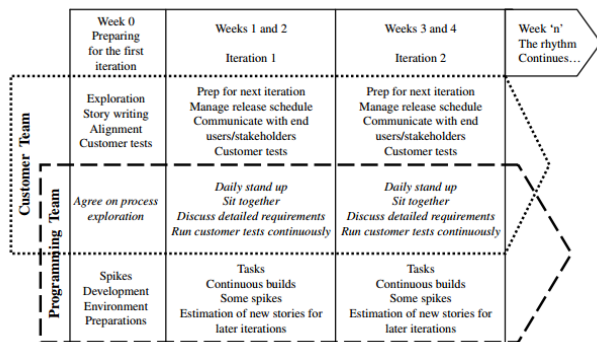 Week 0
Preparing
for the first
iteration
Weeks 1 and 2
Iteration 1
Weeks 3 and 4
Iteration 2
Week ‘n’
The rhythm
Continues…
Customer Team
Exploration
Story writing
Alignment
Customer tests
Prep for next iteration
Manage release schedule
Communicate with end
users/stakeholders
Customer tests
Prep for next iteration
Manage release schedule
Communicate with end
users/stakeholders
Customer tests
Programming Team
Agree on process
exploration
Daily stand up
Sit together
Discuss detailed requirements
Run customer tests continuously
Daily stand up
Sit together
Discuss detailed requirements
Run customer tests continuously
Spikes
Development
Environment
Preparations
Tasks
Continuous builds
Some spikes
Estimation of new stories for
later iterations
Tasks
Continuous builds
Some spikes
Estimation of new stories for
later iterations